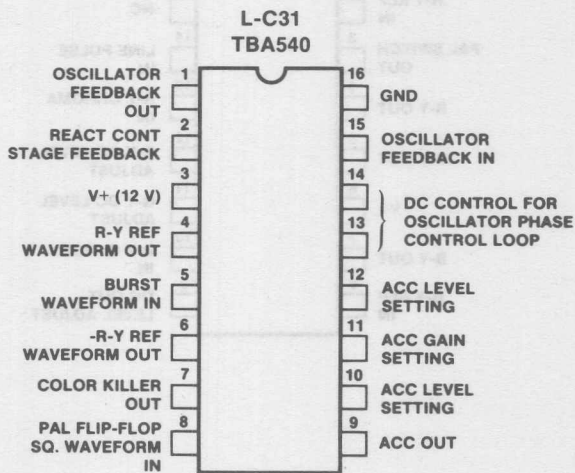 L-C31
TBA540
OSCILLATOR
FEEDBACK
OUT
1
REACT CONT
STAGE FEEDBACK
2
V+ (12 V)
3
R-Y REF
WAVEFORM OUT
4
BURST
WAVEFORM IN
5
-R-Y REF
WAVEFORM OUT
6
COLOR KILLER
OUT
7
PAL FLIP-FLOP
SQ. WAVEFORM
IN
8
16
GND
15
OSCILLATOR
FEEDBACK IN
14
13
DC CONTROL FOR
OSCILLATOR PHASE
CONTROL LOOP
12
ACC LEVEL
SETTING
11
ACC GAIN
SETTING
10
ACC LEVEL
SETTING
9
ACC OUT